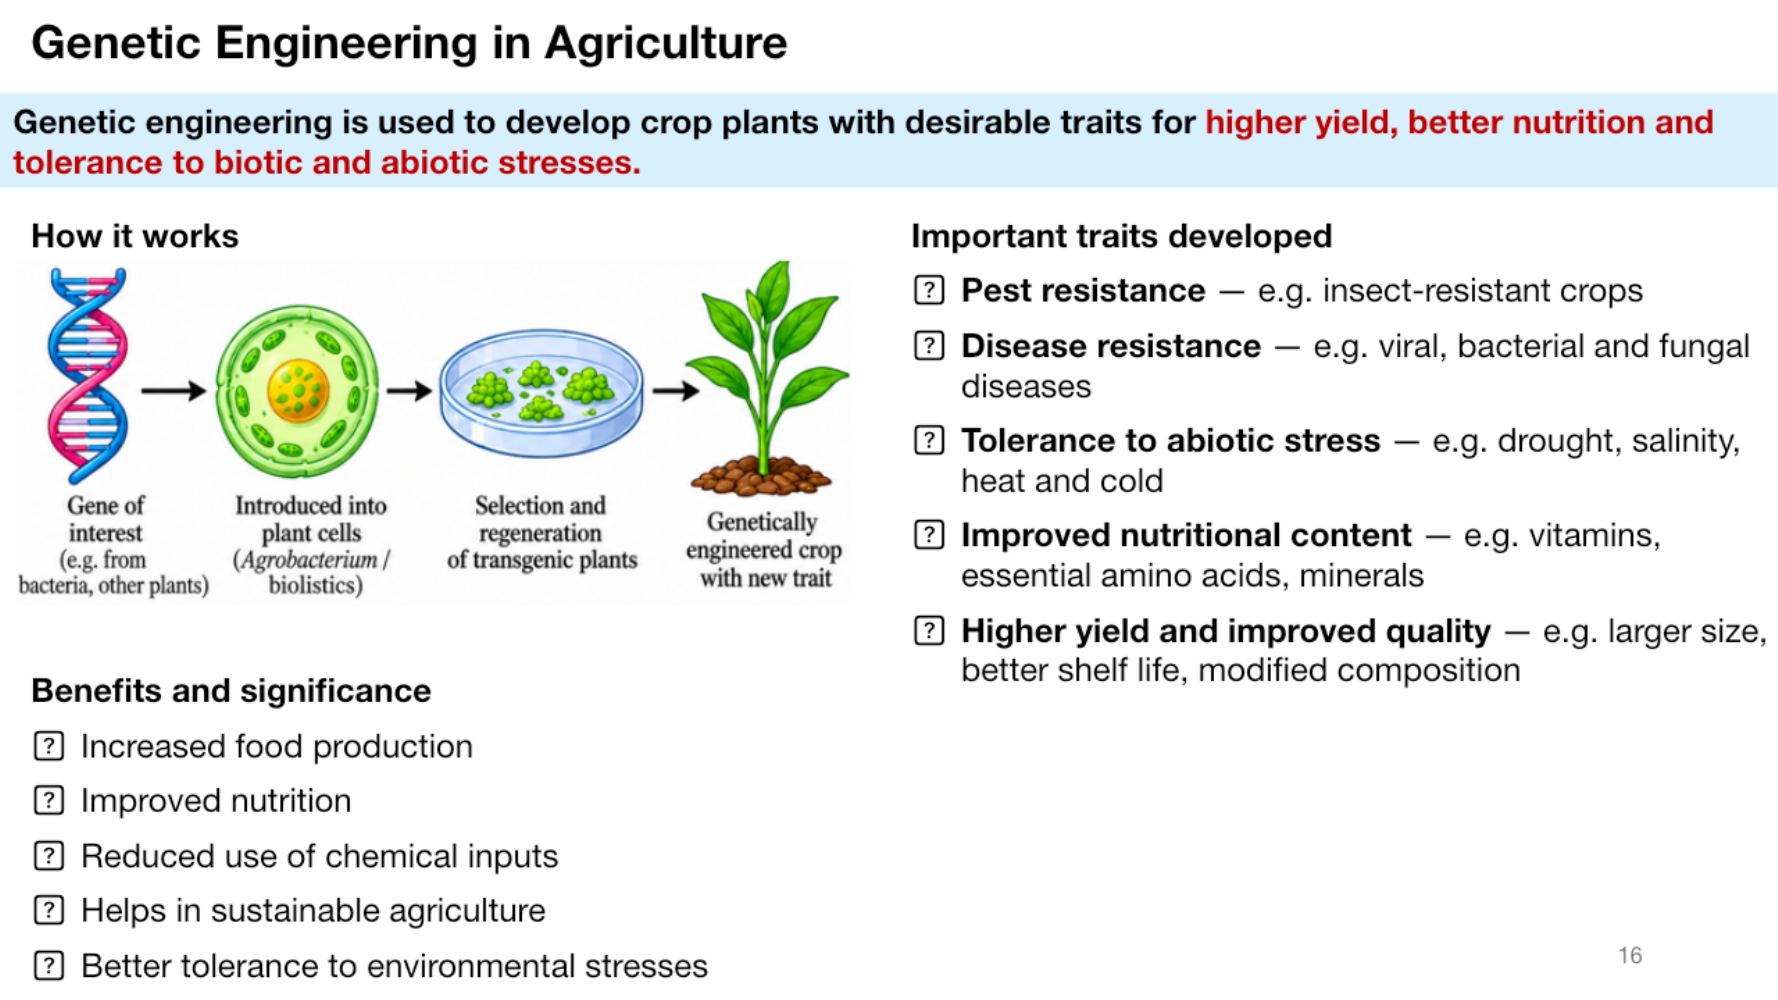 Genetic Engineering in Agriculture
Genetic engineering is used to develop crop plants with desirable traits for higher yield, better nutrition and
tolerance to biotic and abiotic stresses.
How it works
Gene of
interest
(e.g. from
bacteria, other plants)
Introduced into
plant cells
(Agrobacterium /
biolistics)
Selection and
regeneration
of transgenic plants
Genetically
engineered crop
with new trait
Benefits and significance
? Increased food production
? Improved nutrition
? Reduced use of chemical inputs
? Helps in sustainable agriculture
? Better tolerance to environmental stresses
Important traits developed
? Pest resistance — e.g. insect-resistant crops
? Disease resistance — e.g. viral, bacterial and fungal
diseases
? Tolerance to abiotic stress — e.g. drought, salinity,
heat and cold
? Improved nutritional content — e.g. vitamins,
essential amino acids, minerals
? Higher yield and improved quality — e.g. larger size,
better shelf life, modified composition
16